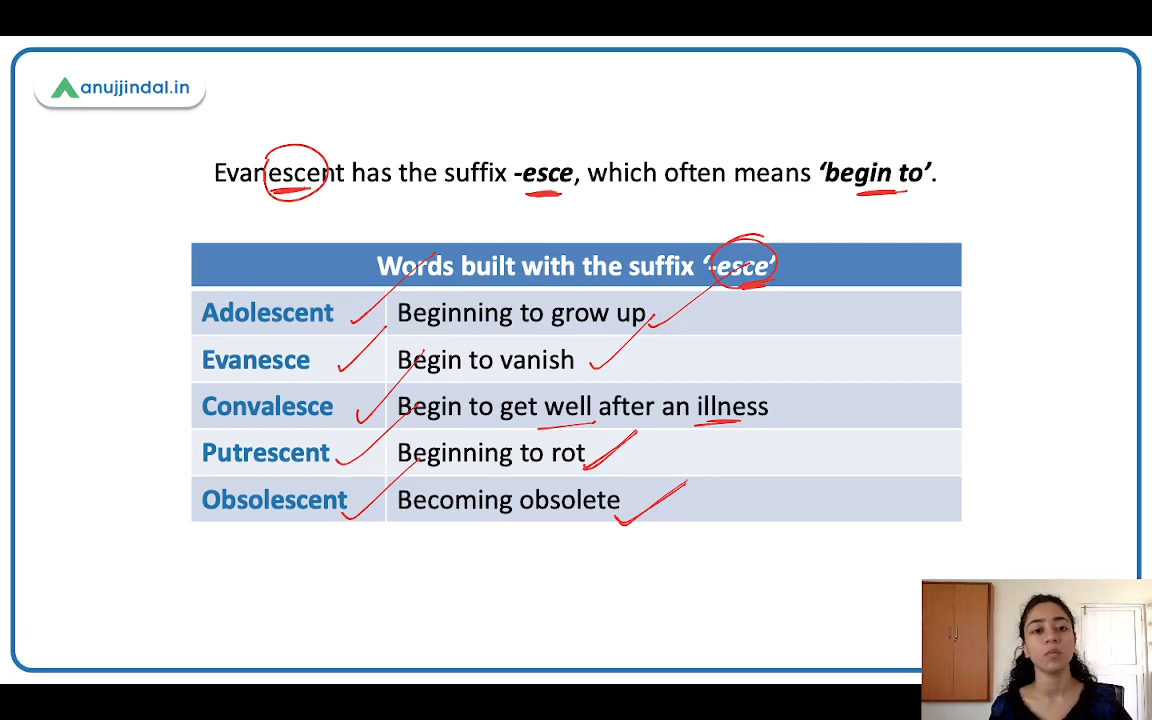 anujjindal.in
Evanescent has the suffix -esce, which often means ‘begin to’.
Words built with the suffix ‘-esce’
Adolescent Beginning to grow up
Evanesce Begin to vanish
Convalesce Begin to get well after an illness
Putrescent Beginning to rot
Obsolescent Becoming obsolete